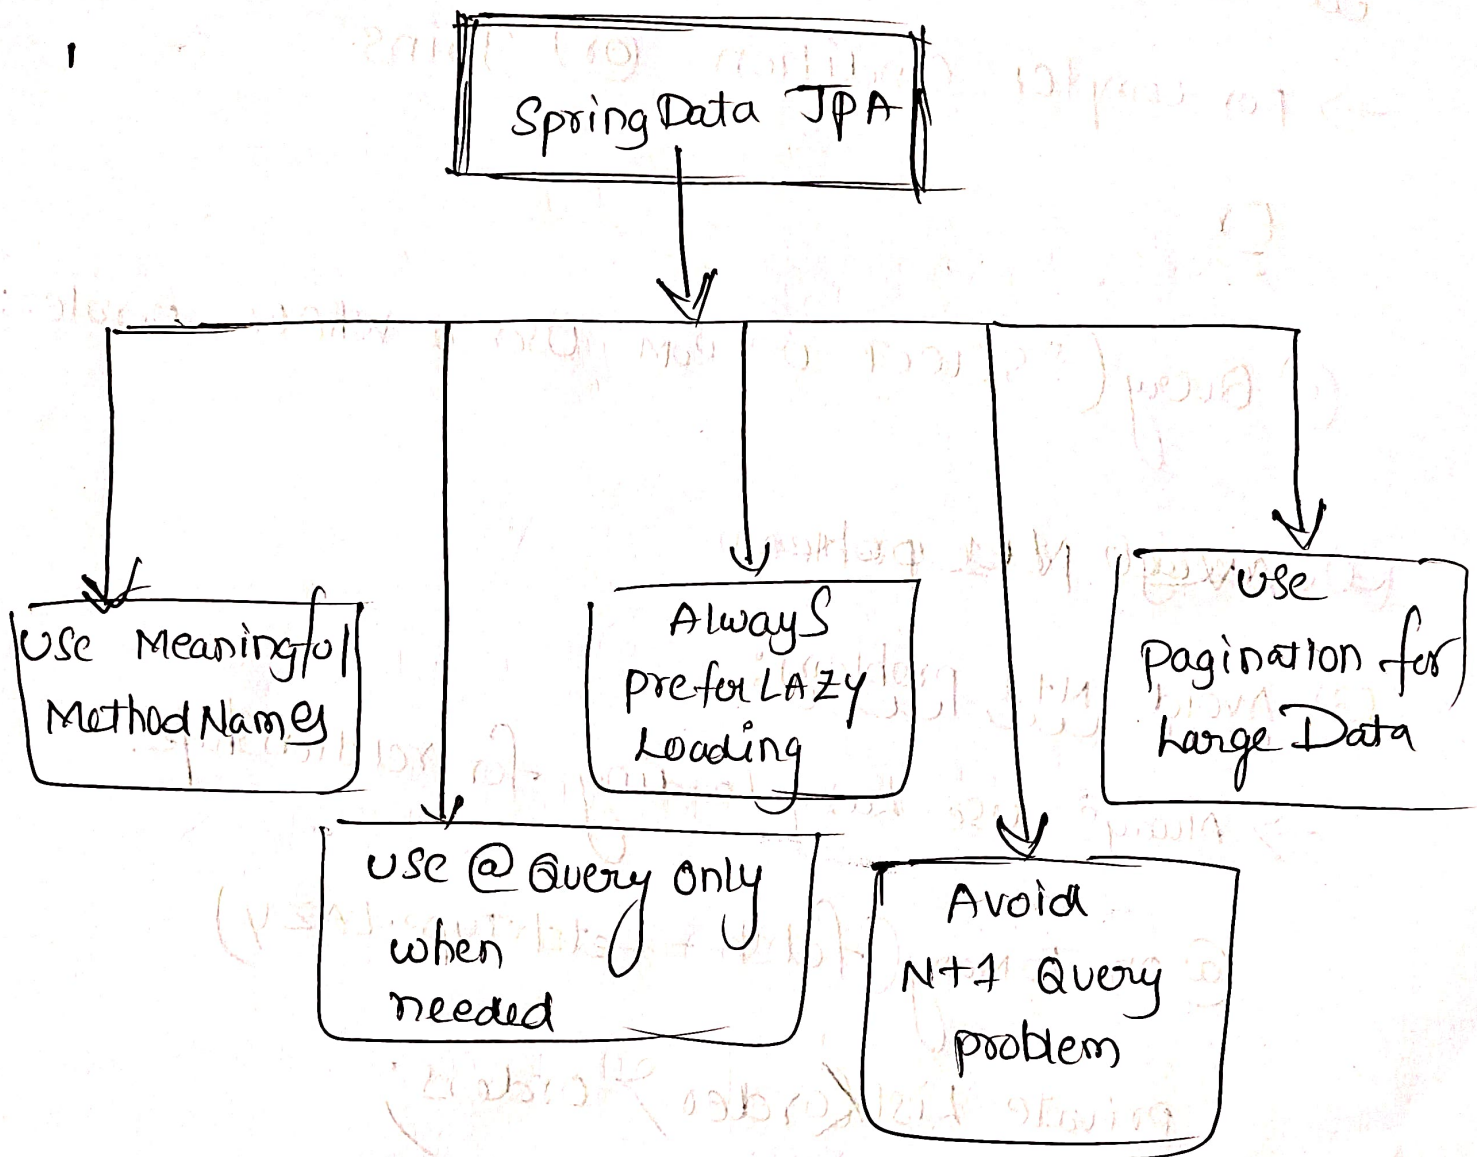 Spring Data JPA
Use Meaningful
Method Names
Use @Query only
when
needed
Always
prefer LAZY
Loading
Avoid
N+1 Query
problem
Use
pagination for
Large Data